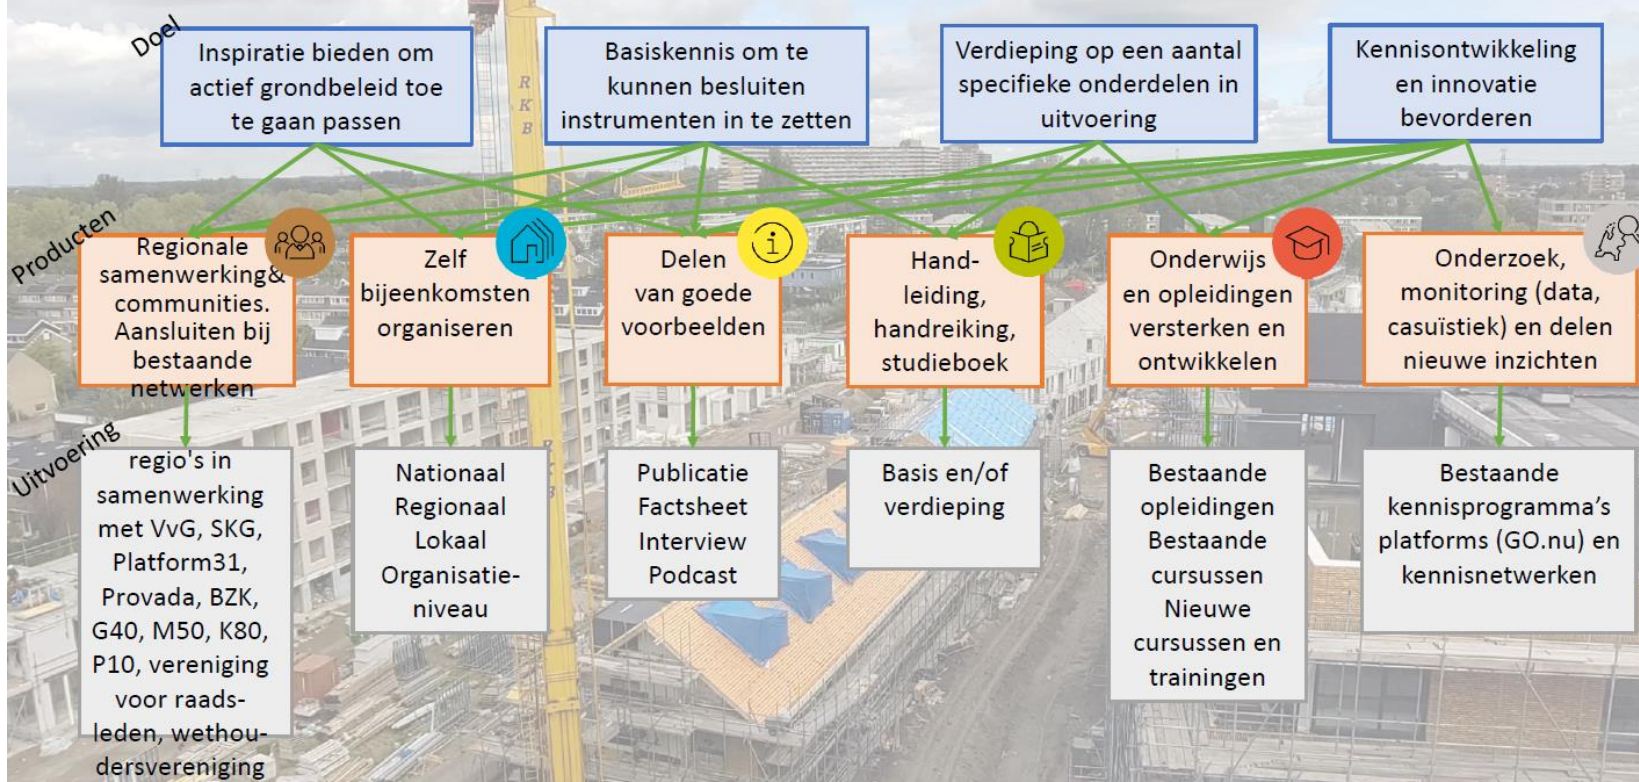 Doel
Inspiratie bieden om
actief grondbeleid toe
te gaan passen
Basiskennis om te
kunnen besluiten
instrumenten in te zetten
Verdieping op een aantal
specifieke onderdelen in
uitvoering
Kennisontwikkeling
en innovatie
bevorderen
R
K
B
Producten
Regionale
samenwerking&
communities.
Aansluiten bij
bestaande
netwerken
Zelf
bijeenkomsten
organiseren
Delen
van goede
voorbeelden
Hand-
leiding,
handreiking,
studieboek
Onderwijs
en opleidingen
versterken en
ontwikkelen
Onderzoek,
monitoring (data,
casuïstiek) en delen
nieuwe inzichten
Uitvoering
regio's in
samenwerking
met VvG, SKG,
Platform31,
Provada, BZK,
G40, M50, K80,
P10, vereniging
voor raads-
leden, wethou-
dersvereniging
Nationaal
Regionaal
Lokaal
Organisatie-
niveau
R
K
B
Publicatie
Factsheet
Interview
Podcast
Basis en/of
verdieping
Bestaande
opleidingen
Bestaande
cursussen
Nieuwe
cursussen en
trainingen
Bestaande
kennisprogramma’s
platforms (GO.nu) en
kennisnetwerken